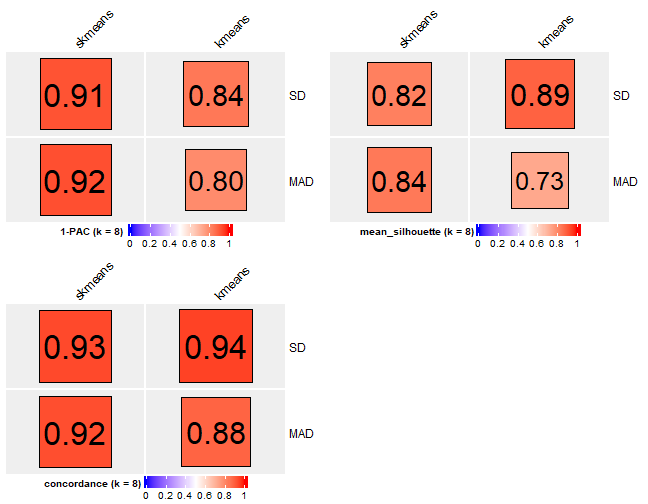 skmeans kmeans
0.91 0.84 SD
0.92 0.80 MAD
1-PAC (k = 8)
0 0.2 0.4 0.6 0.8 1
skmeans kmeans
0.82 0.89 SD
0.84 0.73 MAD
mean_silhouette (k = 8)
0 0.2 0.4 0.6 0.8 1
skmeans kmeans
0.93 0.94 SD
0.92 0.88 MAD
concordance (k = 8)
0 0.2 0.4 0.6 0.8 1